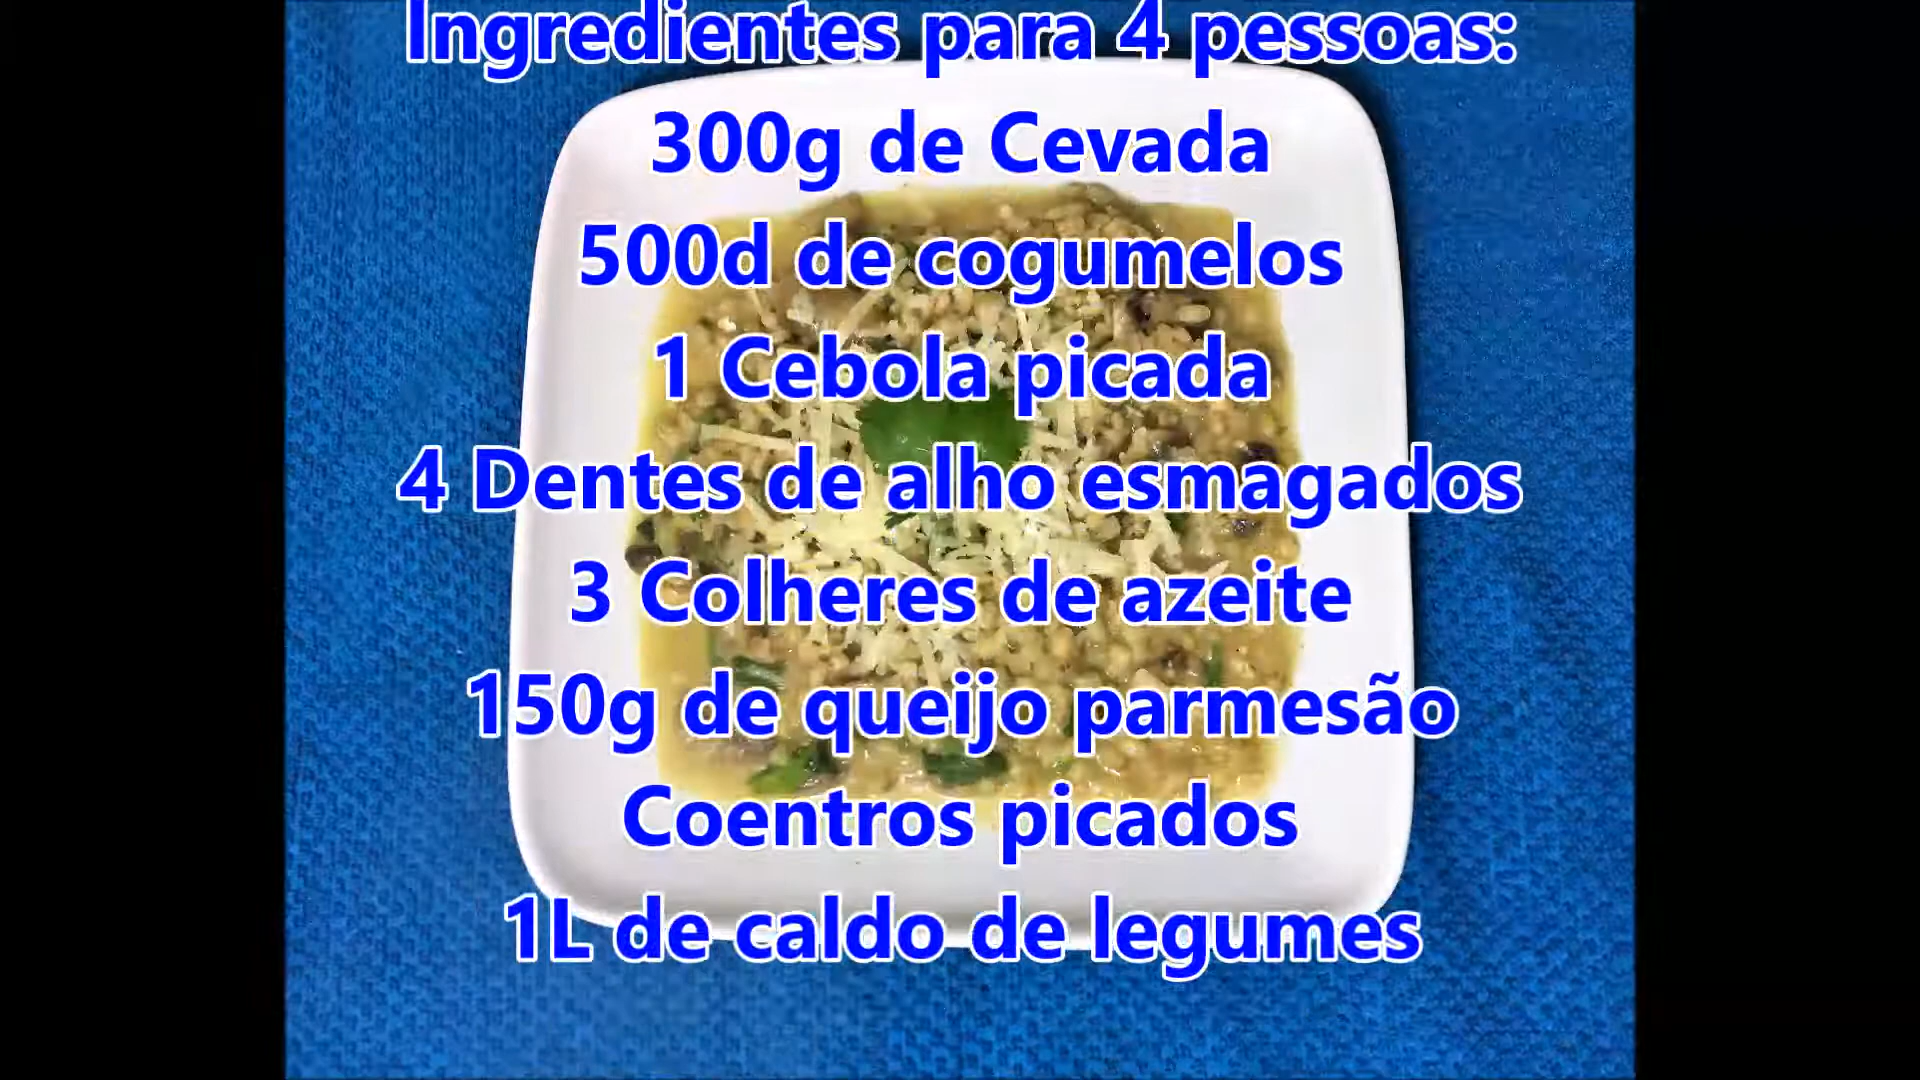 Ingredientes para 4 pessoas:
300g de Cevada
500d de cogumelos
1 Cebola picada
4 Dentes de alho esmagados
3 Colheres de azeite
150g de queijo parmesão
Coentros picados
1L de caldo de legumes